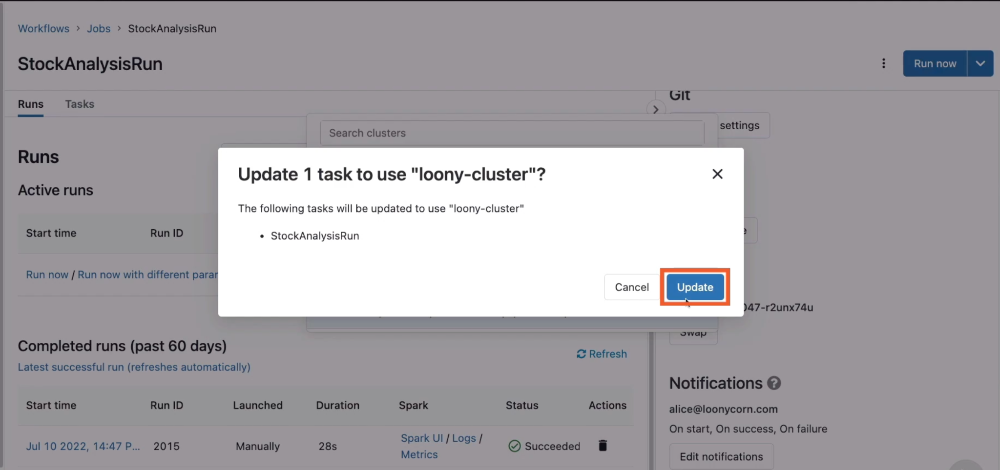 Workflows > Jobs > StockAnalysisRun
StockAnalysisRun
Run now
Runs Tasks
Git
settings
Search clusters
Runs
Active runs
Update 1 task to use "loony-cluster"?
The following tasks will be updated to use "loony-cluster"
• StockAnalysisRun
Cancel Update
Start time Run ID
Run now / Run now with different parar
047-r2unx74u
Swap
Completed runs (past 60 days)
Refresh
Latest successful run (refreshes automatically)
Start time Run ID Launched Duration Spark Status Actions
Jul 10 2022, 14:47 P... 2015 Manually 28s Spark UI / Logs / Succeeded
Metrics
Notifications ?
alice@loonycorn.com
On start, On success, On failure
Edit notifications